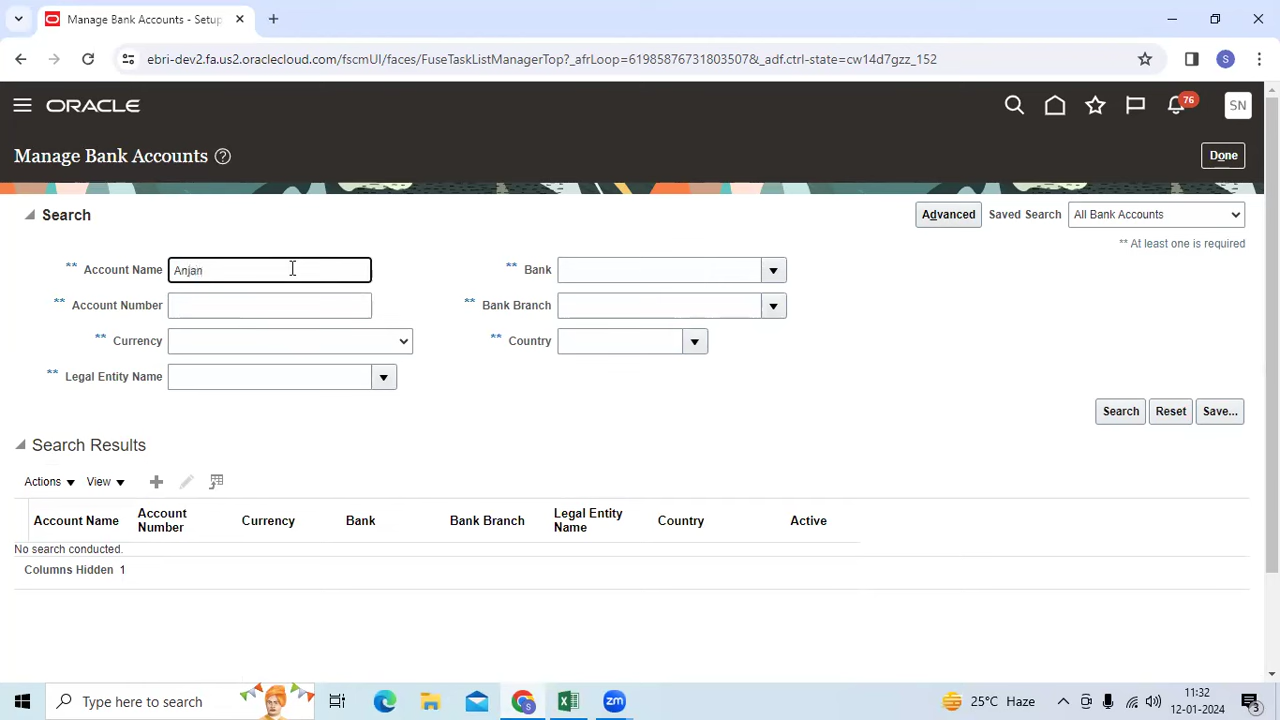 Manage Bank Accounts - Setup
ebri-dev2.fa.us2.oraclecloud.com/fscmUI/faces/FuseTaskListManagerTop?_afrLoop=6198587673180350​7&_adf.ctrl-state=cw14d7gzz_152
S
ORACLE
76
SN
Manage Bank Accounts
Done
Search
Advanced
Saved Search
All Bank Accounts
** At least one is required
** Account Name Anjan
** Bank
** Account Number
** Bank Branch
** Currency
** Country
** Legal Entity Name
Search
Reset
Save...
Search Results
Actions
View
Account Name
Account Number
Currency
Bank
Bank Branch
Legal Entity Name
Country
Active
No search conducted.
Columns Hidden 1
Type here to search
zm
25°C Haze
11:32
12-01-2024
3